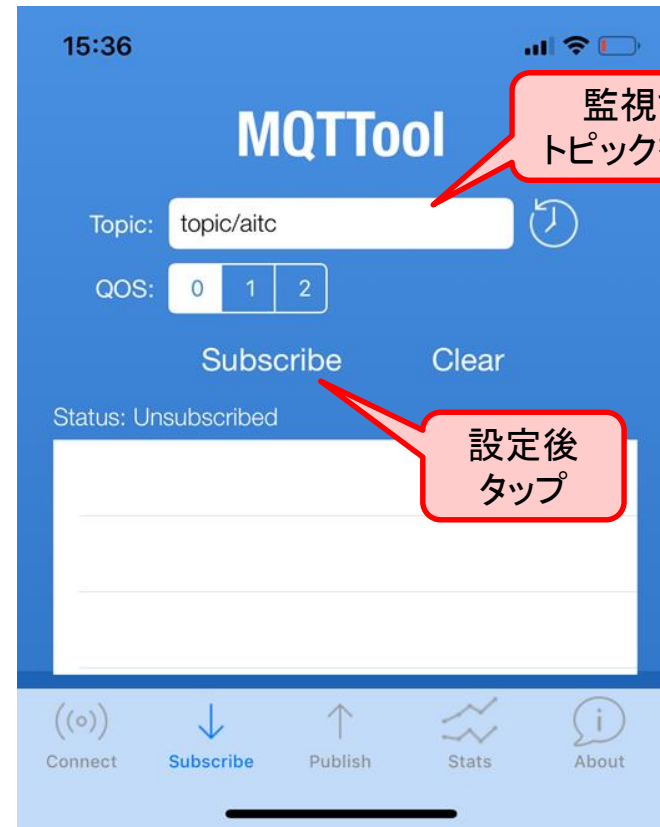 15:36
監視
トピック
MQTTool
Topic: topic/aitc
QOS: 0 1 2
Subscribe Clear
Status: Unsubscribed
設定後
タップ
Connect Subscribe Publish Stats About